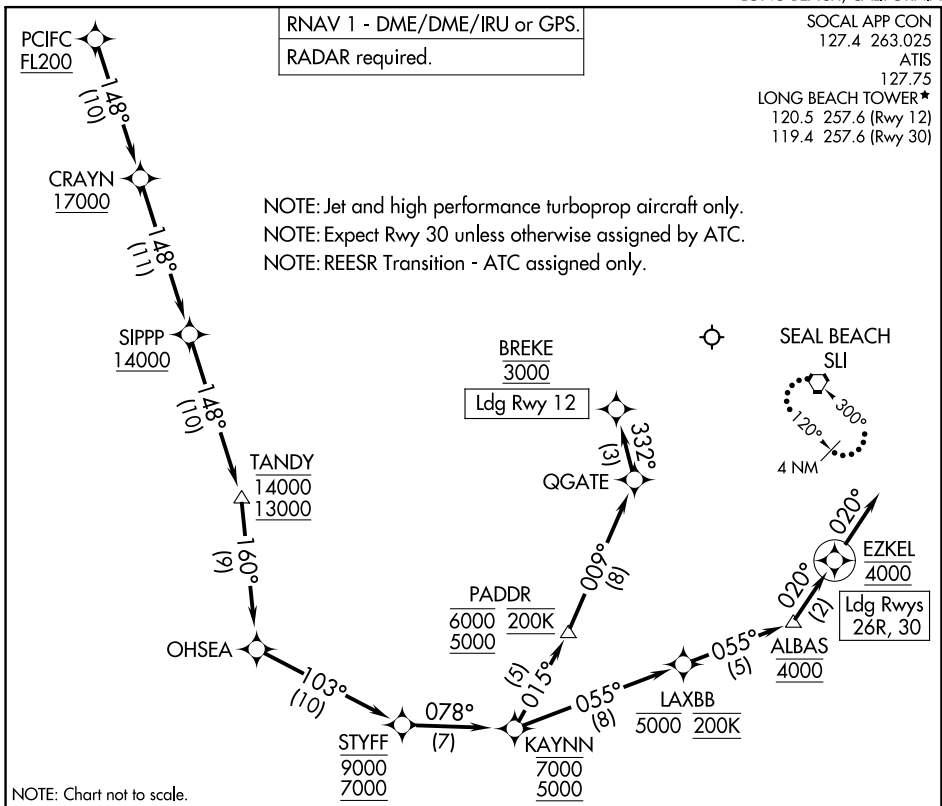 RNAV 1 - DME/DME/IRU or GPS.
RADAR required.
SOCAL APP CON
127.4 263.025
ATIS
127.75
LONG BEACH TOWER★
120.5 257.6 (Rwy 12)
119.4 257.6 (Rwy 30)
PCIFC
FL200
148°
(10)
CRAYN
17000
NOTE: Jet and high performance turboprop aircraft only.
NOTE: Expect Rwy 30 unless otherwise assigned by ATC.
NOTE: REESR Transition - ATC assigned only.
148°
(11)
SIPPP
14000
148°
(10)
TANDY
14000
13000
160°
(9)
OHSEA
103°
(10)
STYFF
9000
7000
078°
(7)
KAYNN
7000
5000
015°
(5)
PADDR
6000 200K
5000
009°
(8)
QGATE
332°
(3)
BREKE
3000
Ldg Rwy 12
055°
(8)
LAXBB
5000 200K
055°
(5)
ALBAS
4000
020°
(2)
EZKEL
4000
Ldg Rwys
26R, 30
020°
SEAL BEACH
SLI
300°
120°
4 NM
NOTE: Chart not to scale.